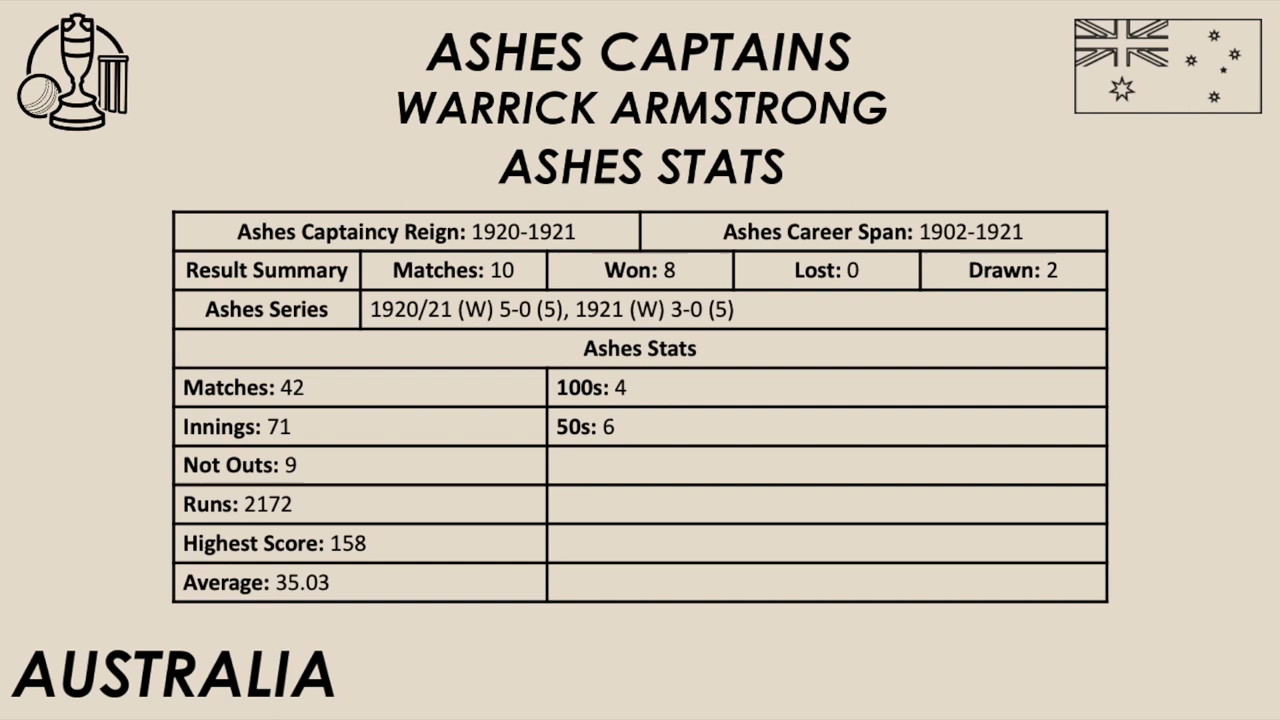 ASHES CAPTAINS
WARRICK ARMSTRONG
ASHES STATS
Ashes Captaincy Reign: 1920-1921 Ashes Career Span: 1902-1921
Result Summary Matches: 10 Won: 8 Lost: 0 Drawn: 2
Ashes Series 1920/21 (W) 5-0 (5), 1921 (W) 3-0 (5)
Ashes Stats
Matches: 42 100s: 4
Innings: 71 50s: 6
Not Outs: 9
Runs: 2172
Highest Score: 158
Average: 35.03
AUSTRALIA